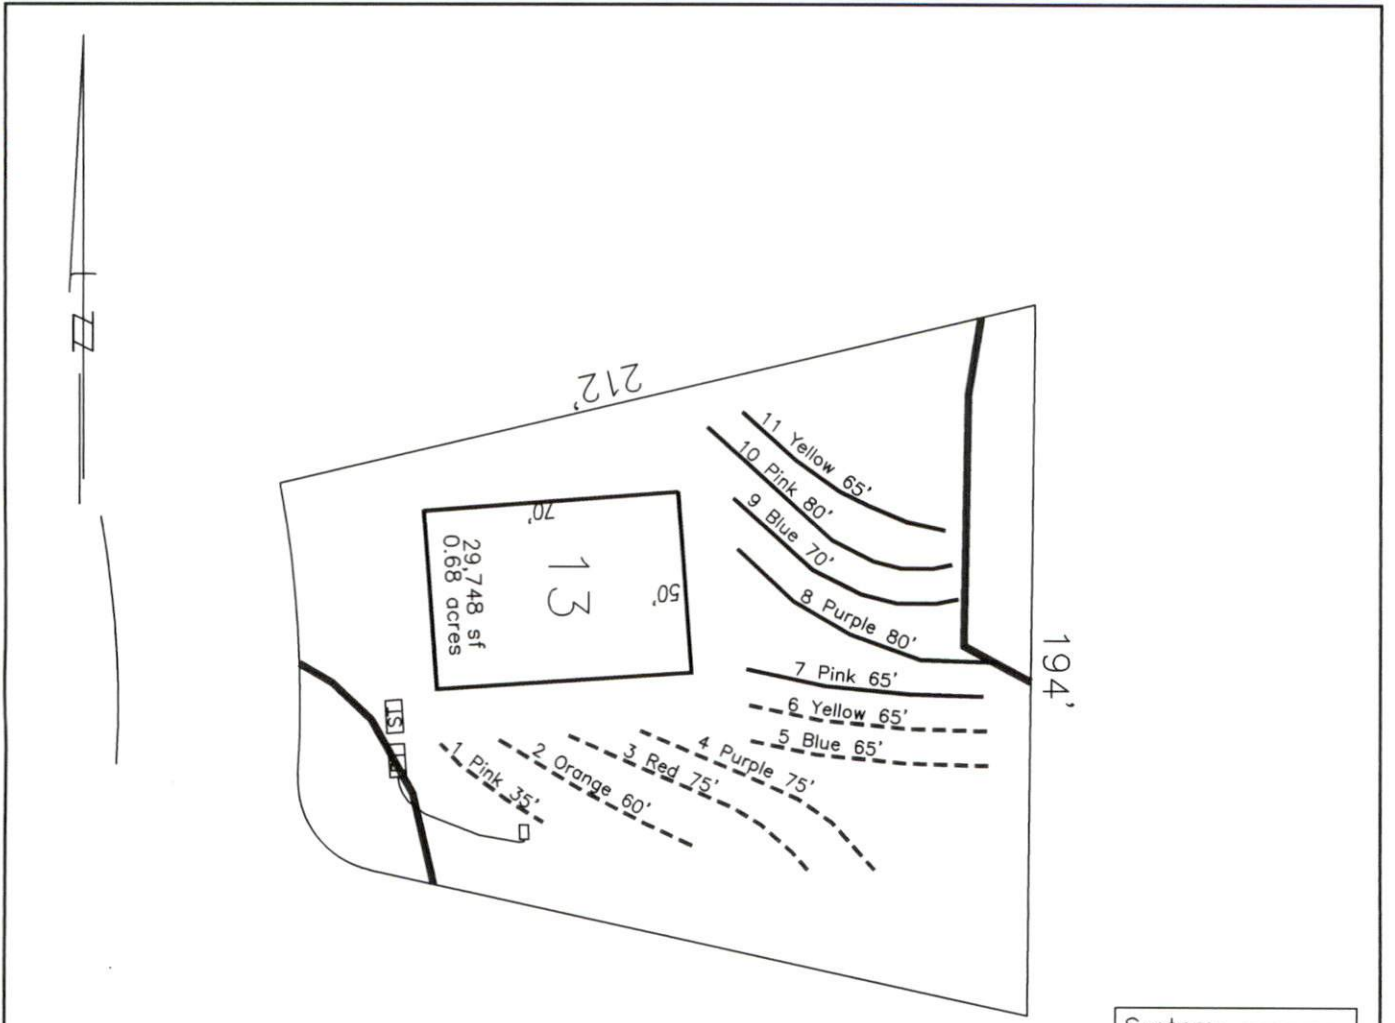 N
212'
11 Yellow 65'
10 Pink 80'
9 Blue 70'
8 Purple 80'
7 Pink 65'
6 Yellow 65'
5 Blue 65'
4 Purple 75'
3 Red 75'
2 Orange 60'
1 Pink 35'
70'
50'
13
29,748 sf
0.68 acres
194'
ST